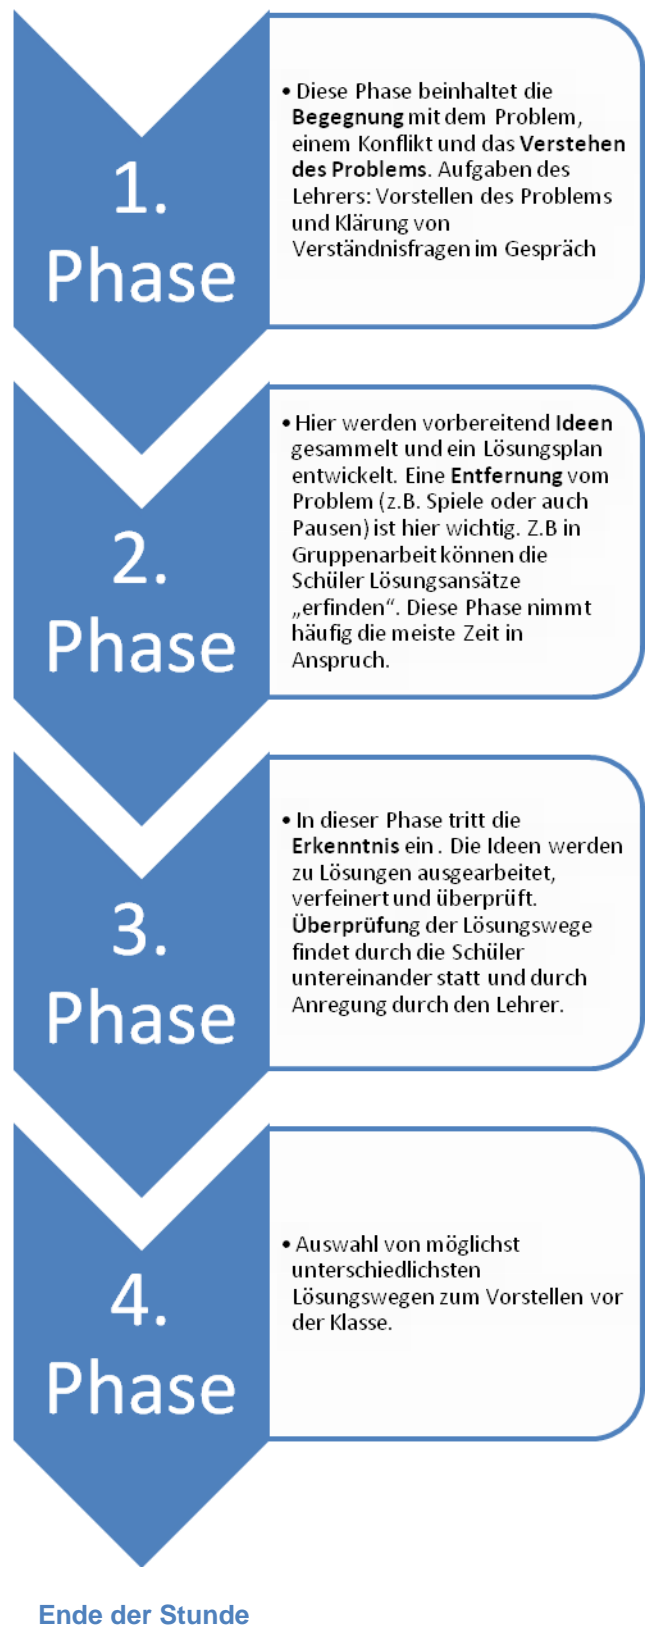 1.
Phase
• Diese Phase beinhaltet die
Begegnung mit dem Problem,
einem Konflikt und das Verstehen
des Problems. Aufgaben des
Lehrers: Vorstellen des Problems
und Klärung von
Verständnisfragen im Gespräch
2.
Phase
• Hier werden vorbereitend Ideen
gesammelt und ein Lösungsplan
entwickelt. Eine Entfernung vom
Problem (z.B. Spiele oder auch
Pausen) ist hier wichtig. Z.B in
Gruppenarbeit können die
Schüler Lösungsansätze
„erfinden“. Diese Phase nimmt
häufig die meiste Zeit in
Anspruch.
3.
Phase
• In dieser Phase tritt die
Erkenntnis ein . Die Ideen werden
zu Lösungen ausgearbeitet,
verfeinert und überprüft.
Überprüfung der Lösungswege
findet durch die Schüler
untereinander statt und durch
Anregung durch den Lehrer.
4.
Phase
• Auswahl von möglichst
unterschiedlichsten
Lösungswegen zum Vorstellen vor
der Klasse.
Ende der Stunde